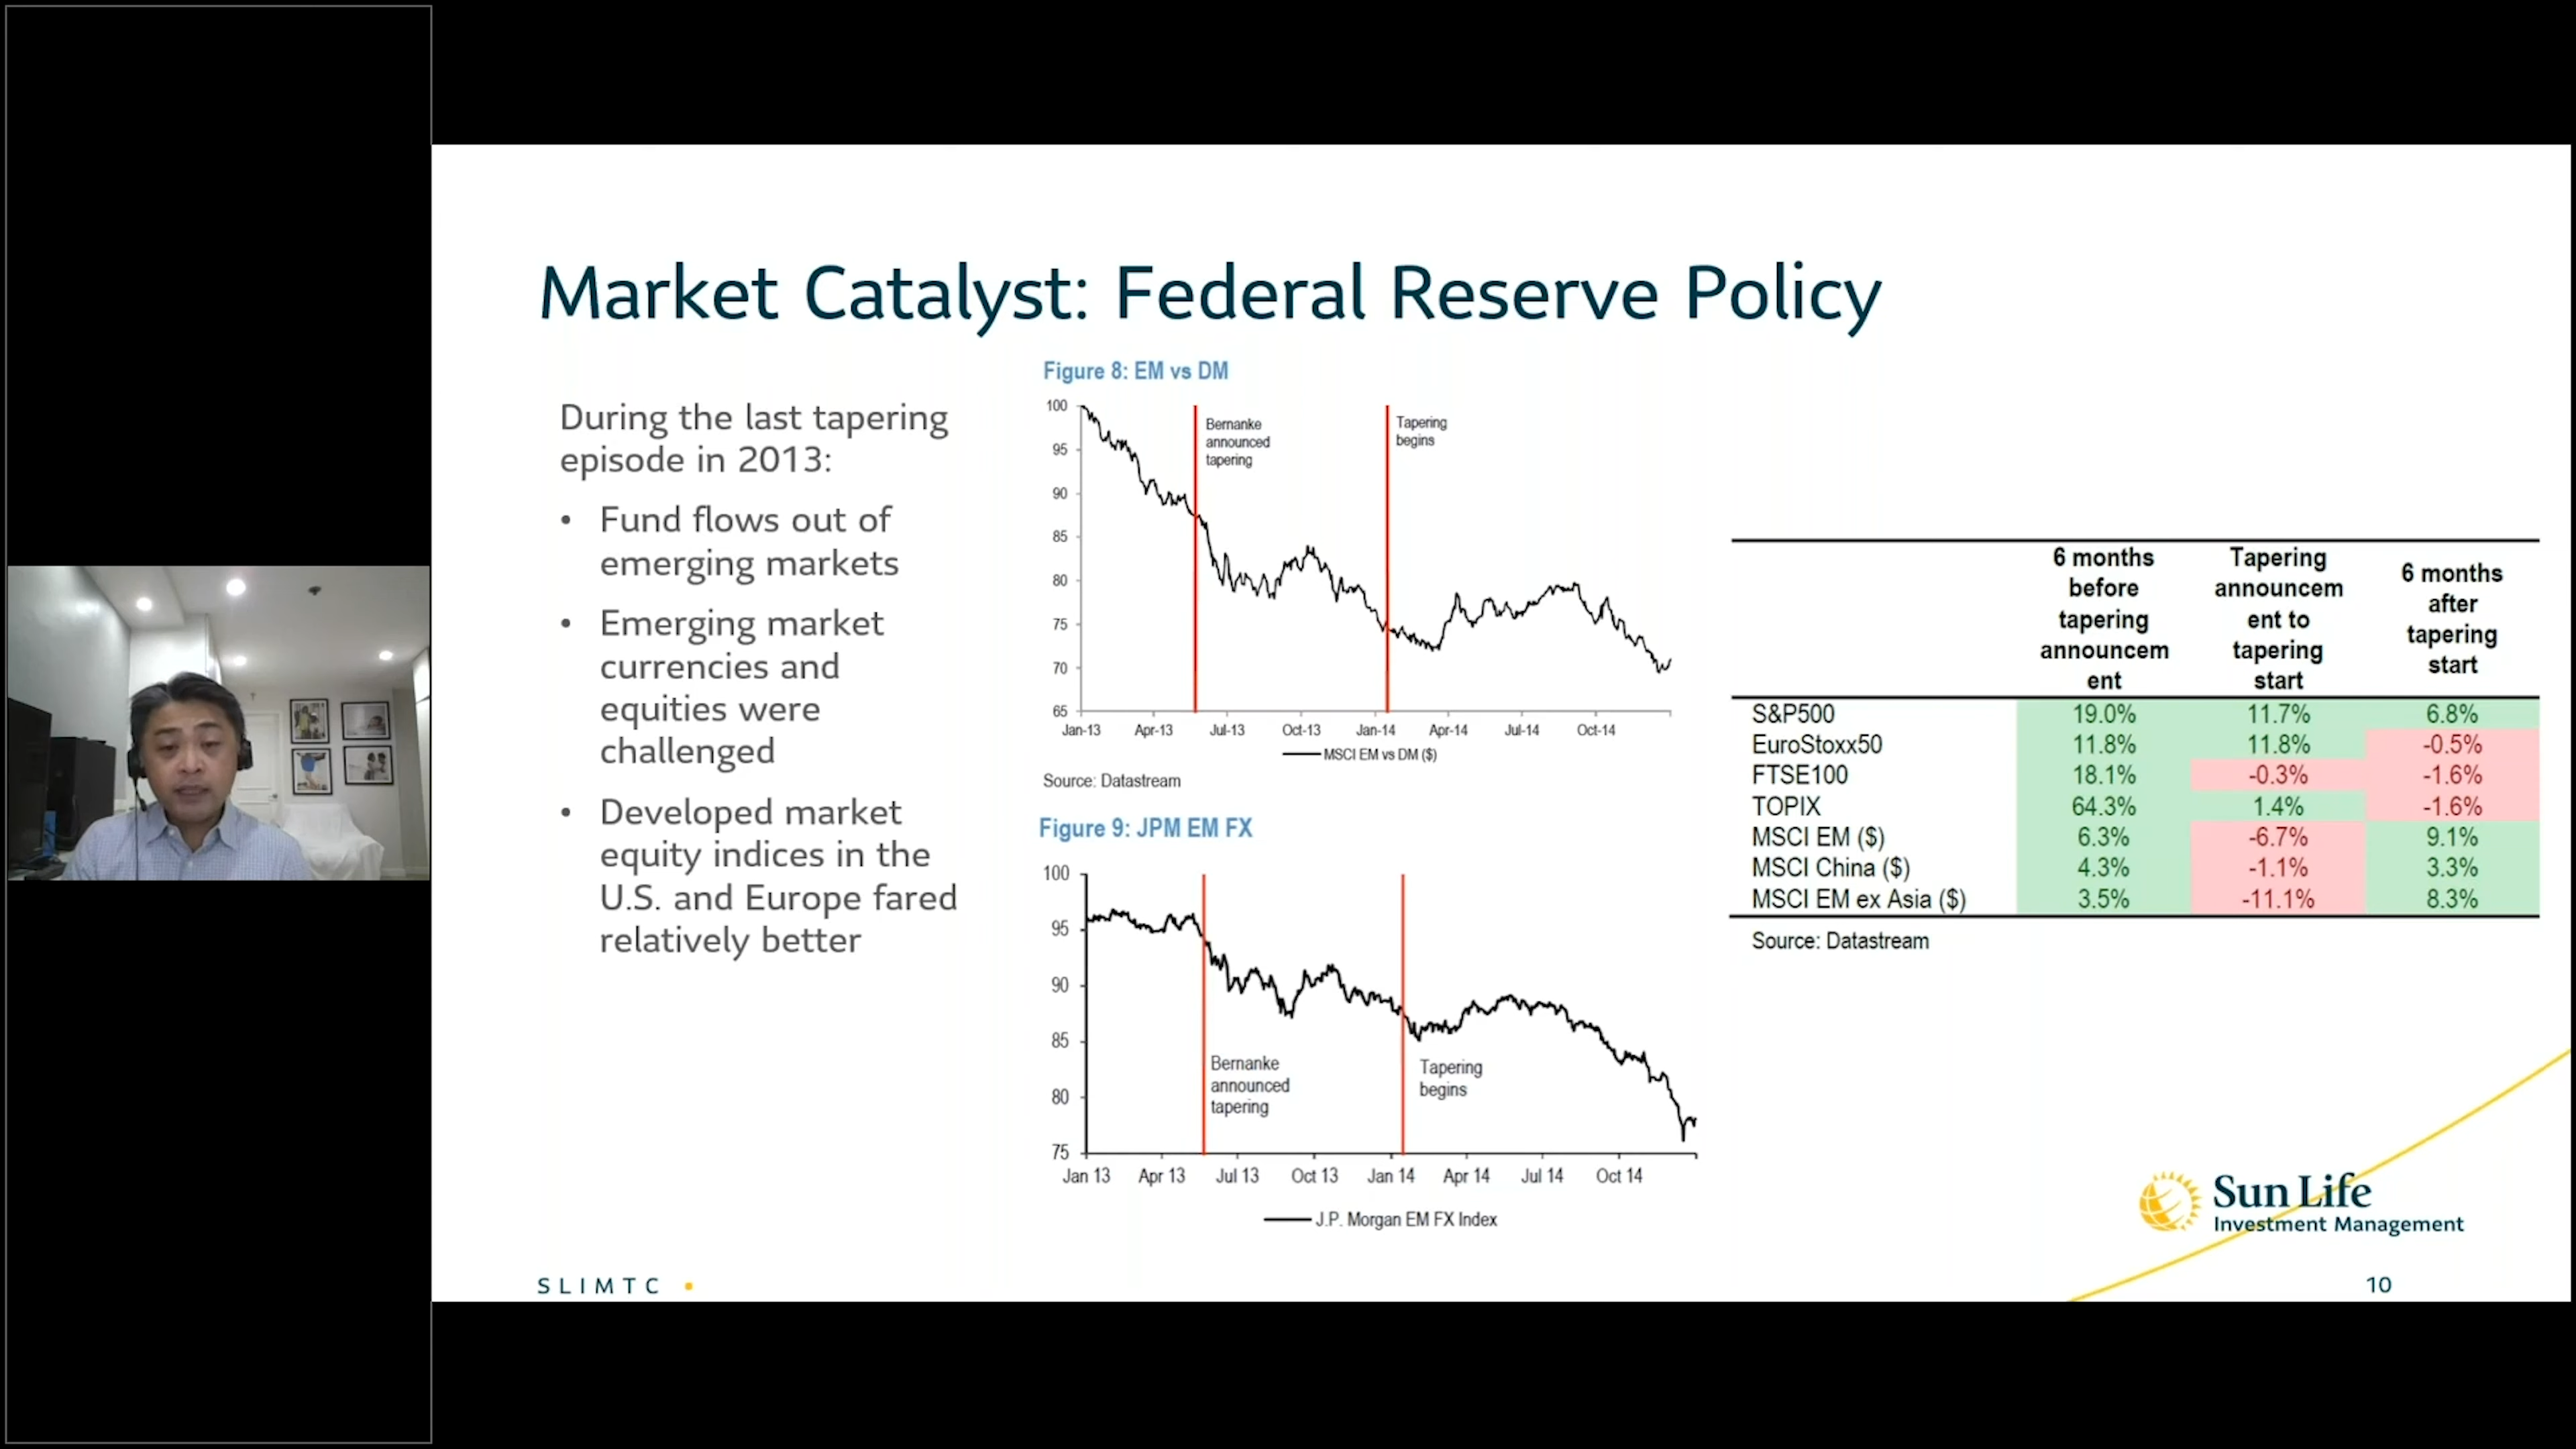 Market Catalyst: Federal Reserve Policy
During the last tapering
episode in 2013:
• Fund flows out of
emerging markets
• Emerging market
currencies and
equities were
challenged
• Developed market
equity indices in the
U.S. and Europe fared
relatively better
Figure 8: EM vs DM
100
95
90
85
80
75
70
65
Bernanke
announced
tapering
Tapering
begins
Jan-13 Apr-13 Jul-13 Oct-13 Jan-14 Apr-14 Jul-14 Oct-14
MSCI EM vs DM ($)
Source: Datastream
Figure 9: JPM EM FX
100
95
90
85
80
75
Bernanke
announced
tapering
Tapering
begins
Jan 13 Apr 13 Jul 13 Oct 13 Jan 14 Apr 14 Jul 14 Oct 14
J.P. Morgan EM FX Index
6 months
before
tapering
announcem
ent
Tapering
announcem
ent to
tapering
start
6 months
after
tapering
start
S&P500 19.0% 11.7% 6.8%
EuroStoxx50 11.8% 11.8% -0.5%
FTSE100 18.1% -0.3% -1.6%
TOPIX 64.3% 1.4% -1.6%
MSCI EM ($) 6.3% -6.7% 9.1%
MSCI China ($) 4.3% -1.1% 3.3%
MSCI EM ex Asia ($) 3.5% -11.1% 8.3%
Source: Datastream
Sun Life
Investment Management
SLIMTC
10